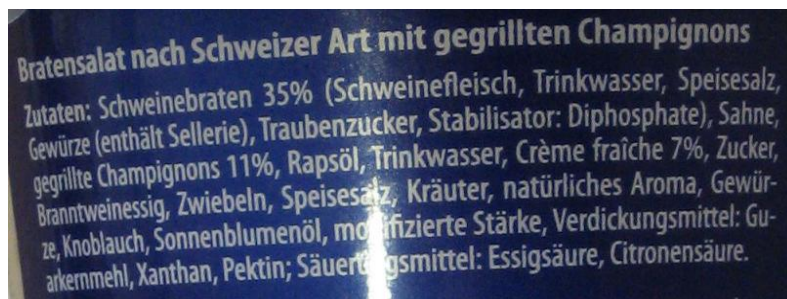 Bratensalat nach Schweizer Art mit gegrillten Champignons
Zutaten: Schweinebraten 35% (Schweinefleisch, Trinkwasser, Speisesalz,
Gewürze (enthält Sellerie), Traubenzucker, Stabilisator: Diphosphate), Sahne,
gegrillte Champignons 11%, Rapsöl, Trinkwasser, Crème fraîche 7%, Zucker,
Branntweinessig, Zwiebeln, Speisesalz, Kräuter, natürliches Aroma, Gewür-
ze, Knoblauch, Sonnenblumenöl, modifizierte Stärke, Verdickungsmittel: Gu-
arkernmehl, Xanthan, Pektin; Säuerungsmittel: Essigsäure, Citronensäure.